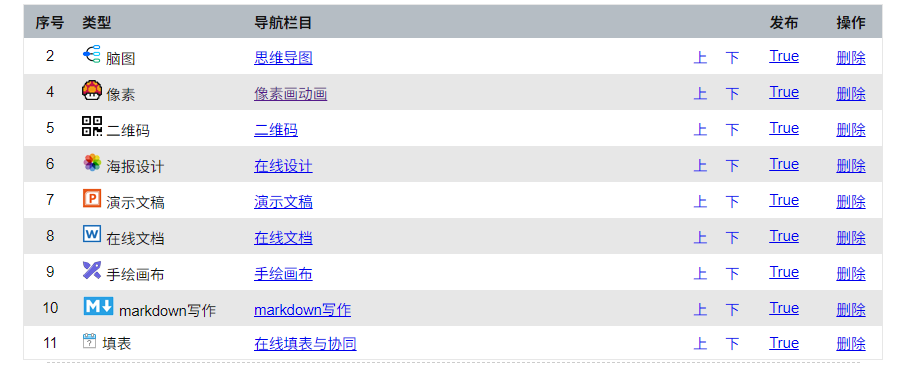 序号 类型 导航栏目 发布 操作
2 脑图 思维导图 上 下 True 删除
4 像素 像素画动画 上 下 True 删除
5 二维码 二维码 上 下 True 删除
6 海报设计 在线设计 上 下 True 删除
7 P 演示文稿 演示文稿 上 下 True 删除
8 W 在线文档 在线文档 上 下 True 删除
9 手绘画布 手绘画布 上 下 True 删除
10 M markdown写作 markdown写作 上 下 True 删除
11 ? 填表 在线填表与协同 上 下 True 删除